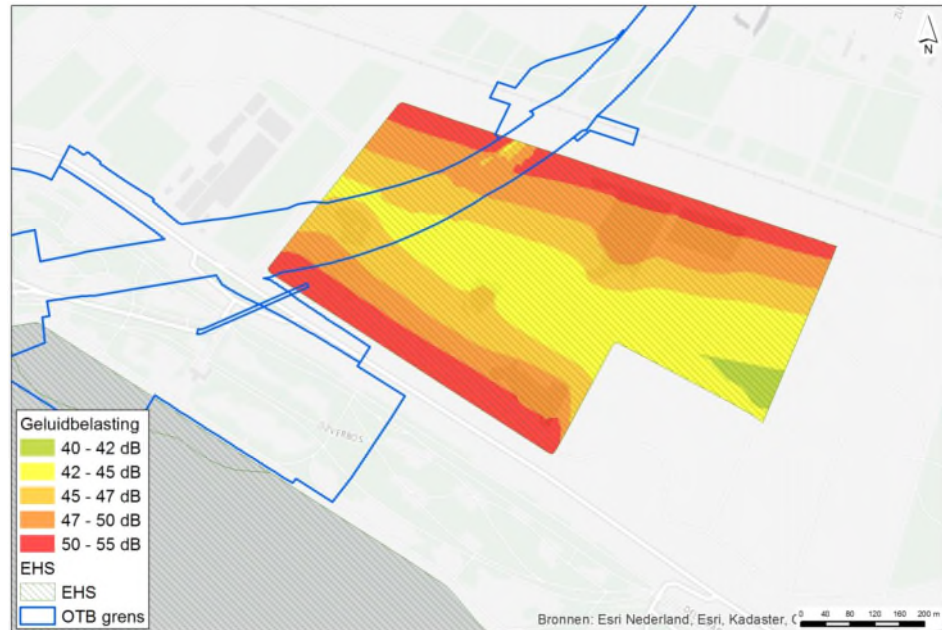 N
OEVERBOS
Geluidbelasting
40 - 42 dB
42 - 45 dB
45 - 47 dB
47 - 50 dB
50 - 55 dB
EHS
EHS
OTB grens
Bronnen: Esri Nederland, Esri, Kadaster, C
0 40 80 120 160 200 m